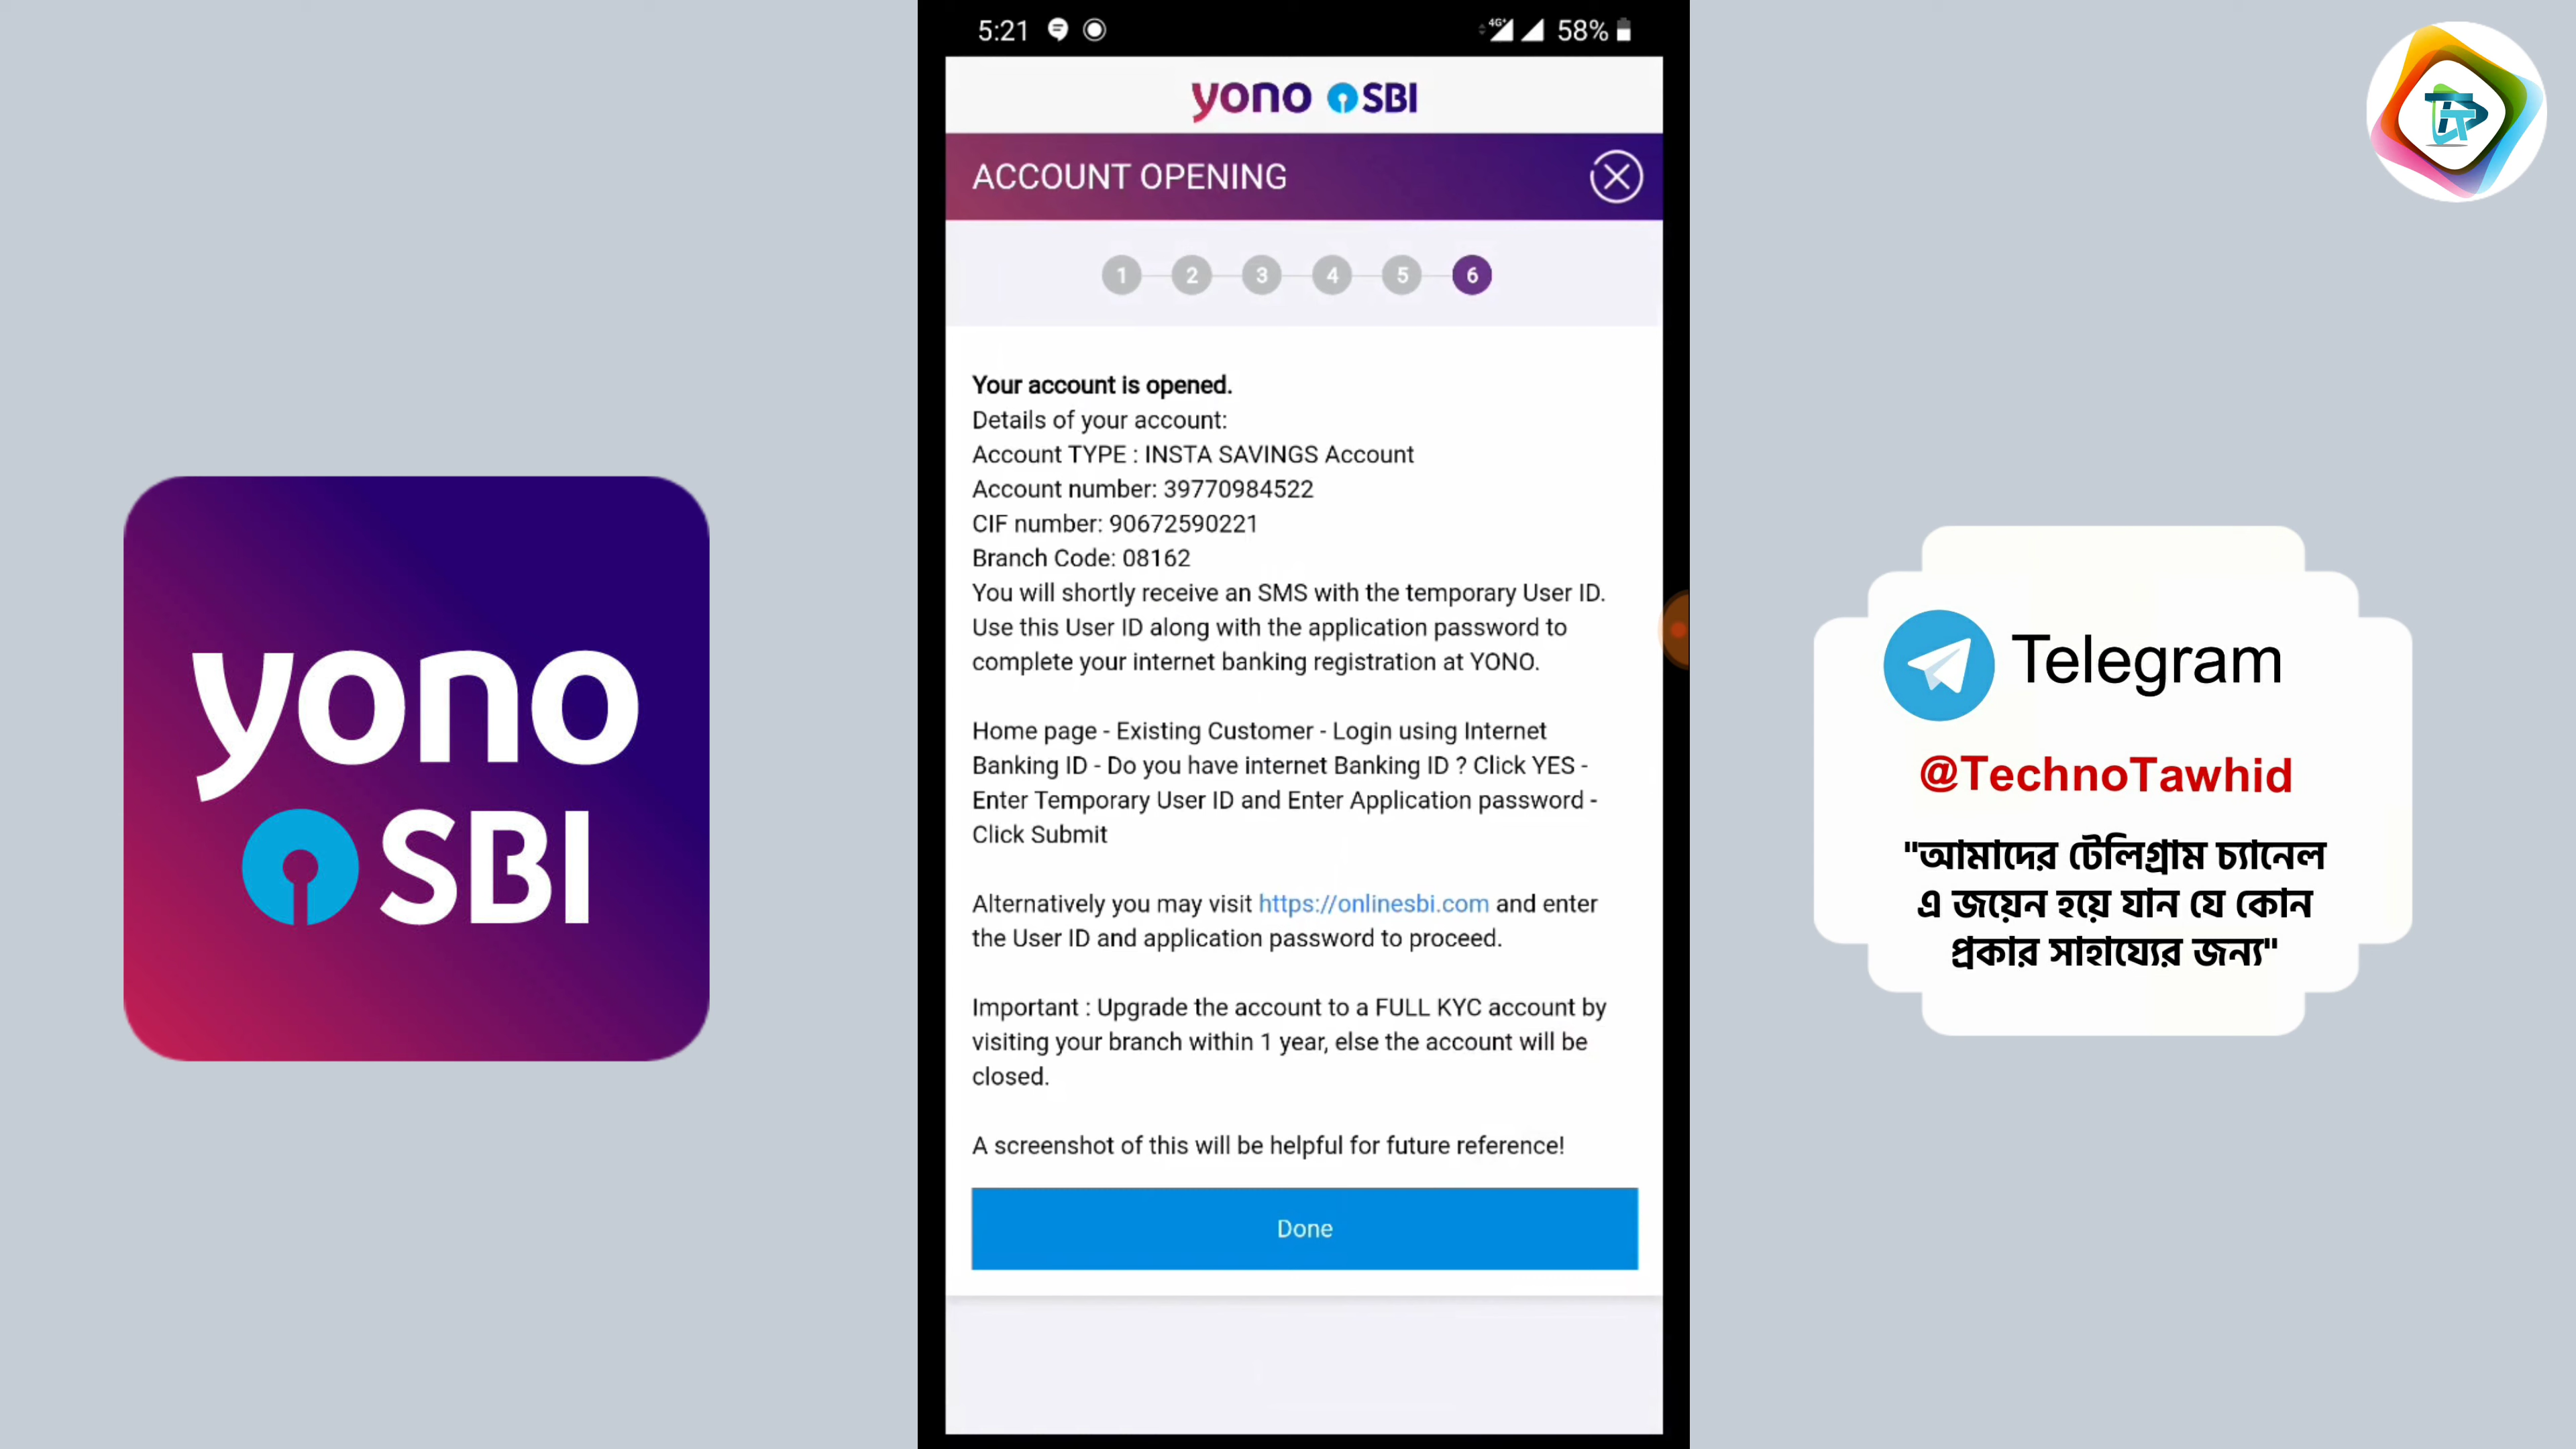 5:21
4G+
58%
yono SBI
ACCOUNT OPENING
1 2 3 4 5 6
Your account is opened.
Details of your account:
Account TYPE : INSTA SAVINGS Account
Account number: 39770984522
CIF number: 90672590221
Branch Code: 08162
You will shortly receive an SMS with the temporary User ID.
Use this User ID along with the application password to
complete your internet banking registration at YONO.
Home page - Existing Customer - Login using Internet
Banking ID - Do you have internet Banking ID ? Click YES -
Enter Temporary User ID and Enter Application password -
Click Submit
Alternatively you may visit https://onlinesbi.com and enter
the User ID and application password to proceed.
Important : Upgrade the account to a FULL KYC account by
visiting your branch within 1 year, else the account will be
closed.
A screenshot of this will be helpful for future reference!
Done
yono
SBI
Telegram
@TechnoTawhid
"আমাদের টেলিগ্রাম চ্যানেল
এ জয়েন হয়ে যান যে কোন
প্রকার সাহায্যের জন্য"